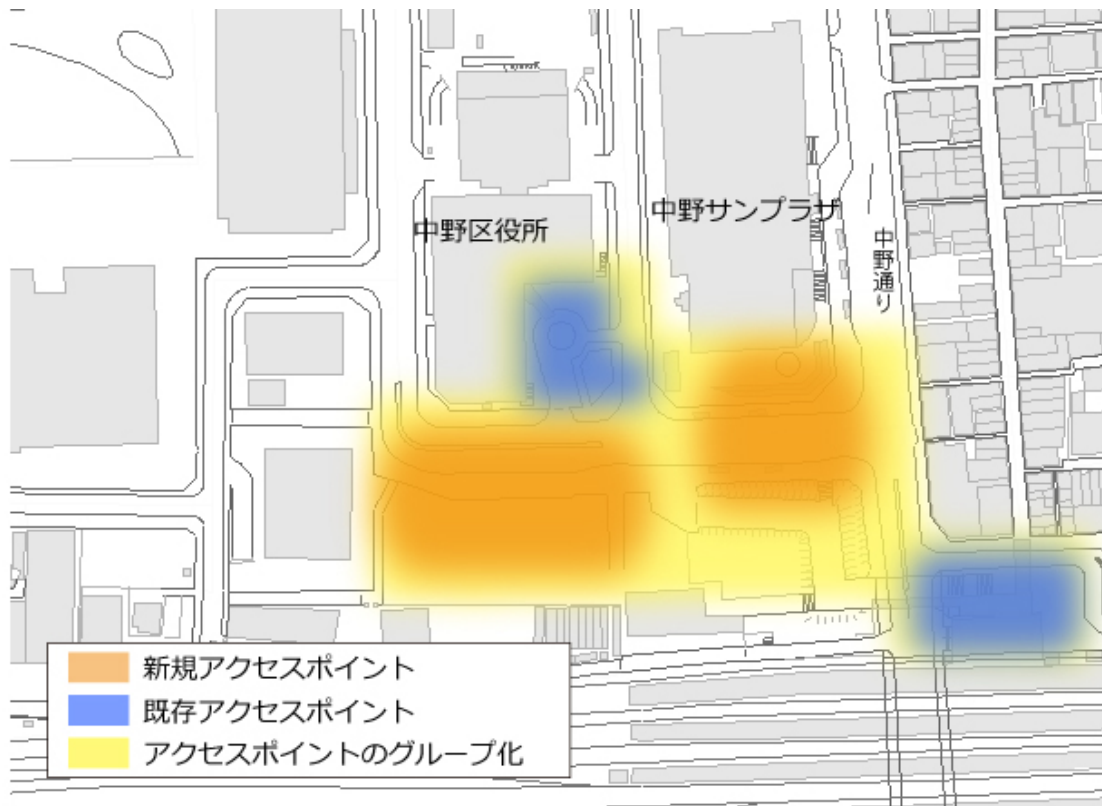 中野サンプラザ
中野区役所
中野通り
新規アクセスポイント
既存アクセスポイント
アクセスポイントのグループ化